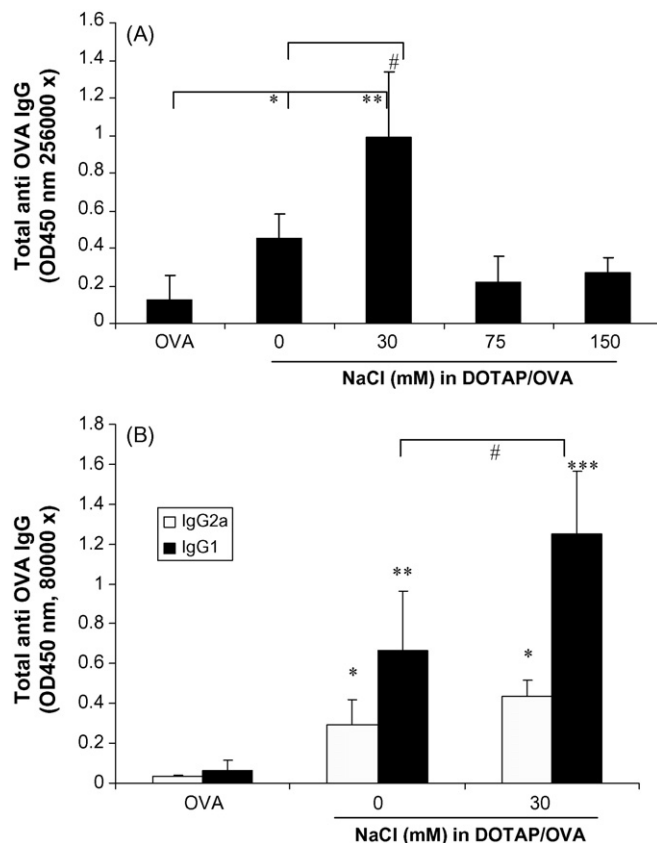 (A)
Total anti OVA IgG
(OD450 nm 256000 x)
1.6
1.4
1.2
1
0.8
0.6
0.4
0.2
0
*
**
#
OVA 0 30 75 150
NaCl (mM) in DOTAP/OVA
(B)
Total anti OVA IgG
(OD450 nm, 80000 x)
1.8
1.6
1.4
1.2
1
0.8
0.6
0.4
0.2
0
IgG2a
IgG1
*
**
#
*
***
OVA 0 30
NaCl (mM) in DOTAP/OVA